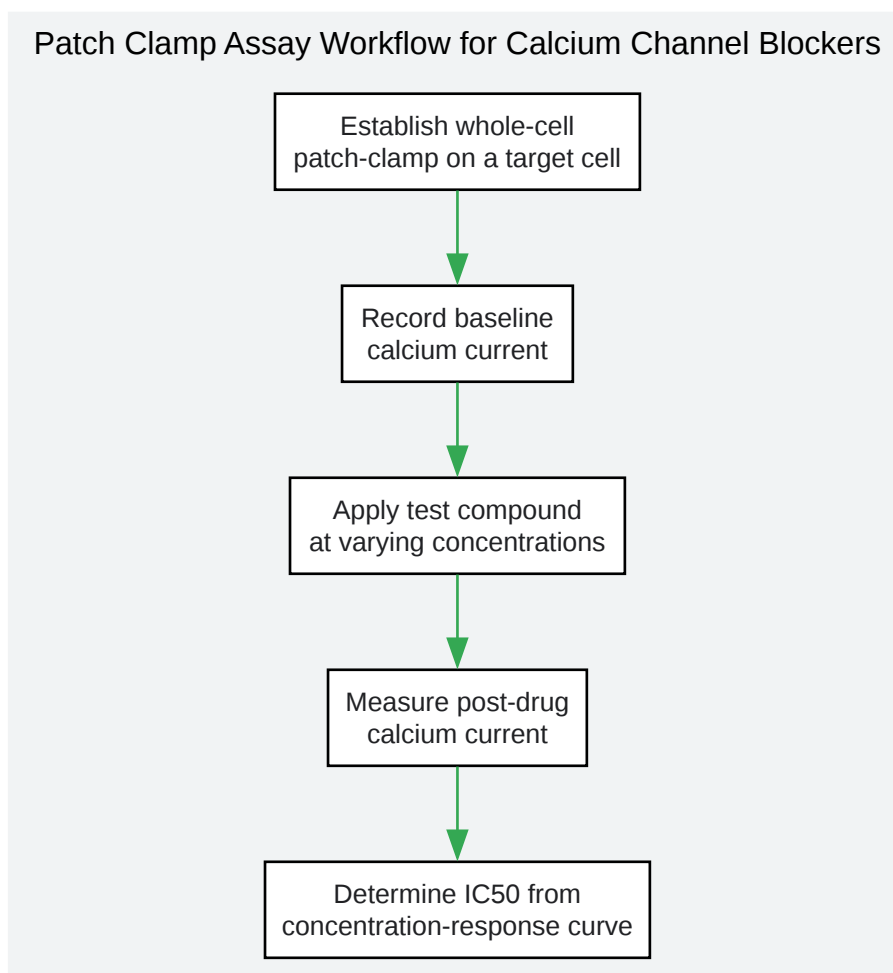 Patch Clamp Assay Workflow for Calcium Channel Blockers
Establish whole-cell
patch-clamp on a target cell
Record baseline
calcium current
Apply test compound
at varying concentrations
Measure post-drug
calcium current
Determine IC50 from
concentration-response curve